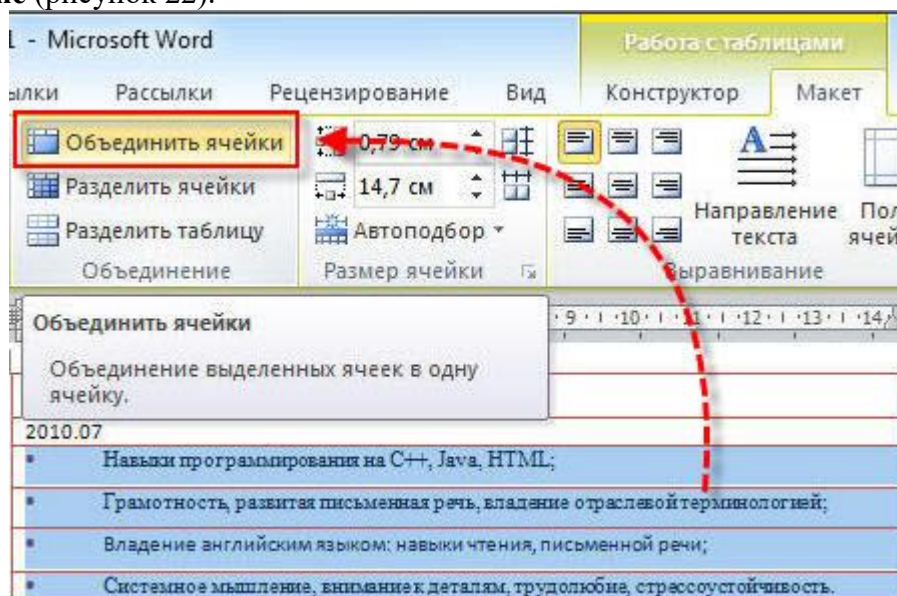 (рисунок 22).
1 - Microsoft Word
Работа с таблицами
Рассылки Рецензирование Вид Конструктор Макет
Объединить ячейки 0,79 см
Разделить ячейки 14,7 см
Разделить таблицу Автоподбор
Направление текста
Объединение Размер ячейки Выравнивание
9 10 11 12 13 14
Объединить ячейки
Объединение выделенных ячеек в одну
ячейку.
2010.07
Навыки программирования на C++, Java, HTML;
Грамотность, развитая письменная речь, владение отраслевой терминологией;
Владение английским языком: навыки чтения, письменной речи;
Системное мышление, внимание к деталям, трудолюбие, стрессоустойчивость.